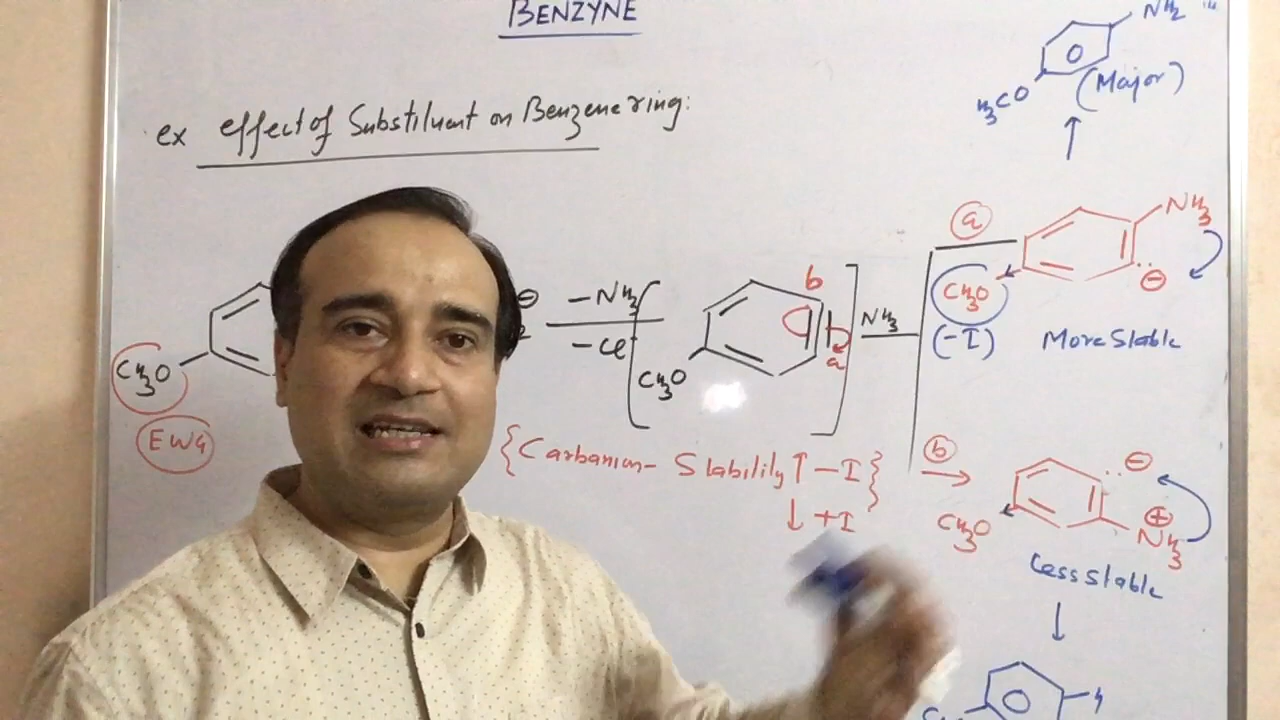 BENZYNE
ex effect of Substituent on Benzene ring:
NH2
H3CO
(Major)
CH3O
EWG
⊖
-NH3
-Cl
b
a
CH3O
NH3
a
NH3
CH3O
⊖
(-I)
More Stable
{Carbanion- Stability ↑ -I}
↓ +I
b
⊖
CH3O
⊕
NH3
Less stable